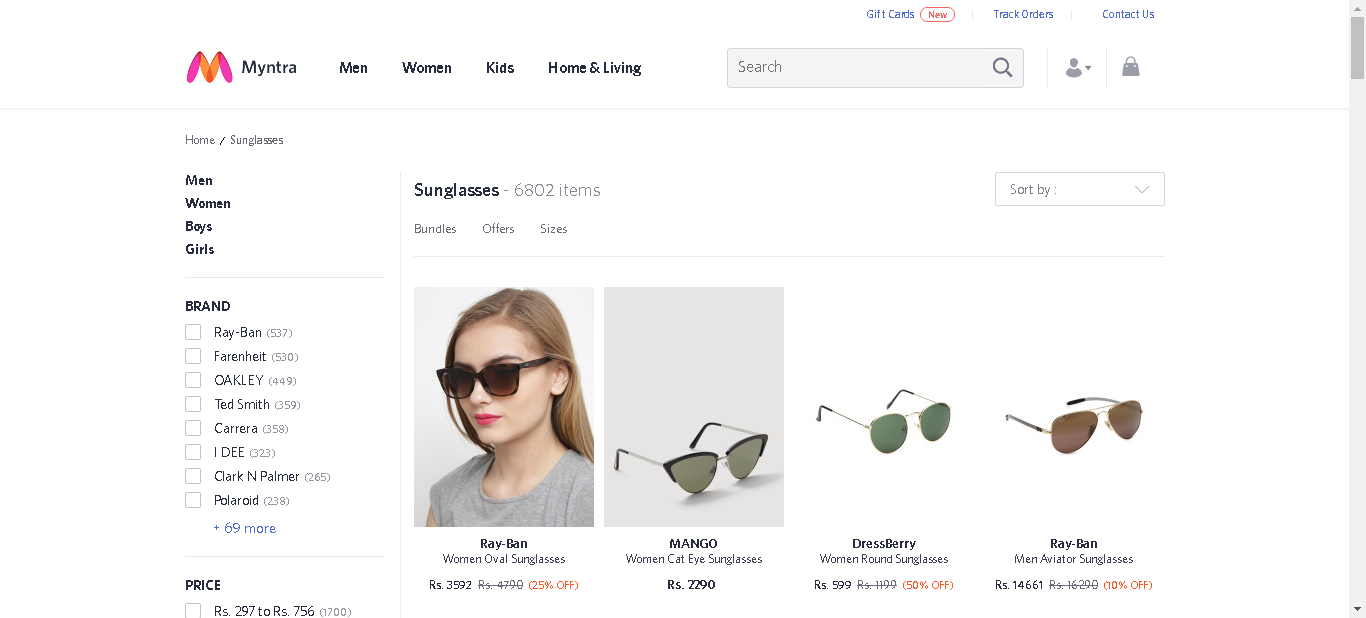 Gift Cards New Track Orders Contact Us
Myntra Men Women Kids Home & Living Search
Home / Sunglasses
Men
Women
Boys
Girls
BRAND
Ray-Ban (537)
Farenheit (530)
OAKLEY (449)
Ted Smith (359)
Carrera (358)
I DEE (323)
Clark N Palmer (265)
Polaroid (238)
+ 69 more
PRICE
Rs. 297 to Rs. 756 (1700)
Sunglasses - 6802 items
Sort by :
Bundles Offers Sizes
Ray-Ban
Women Oval Sunglasses
Rs. 3592 Rs. 4790 (25% OFF)
MANGO
Women Cat Eye Sunglasses
Rs. 2290
DressBerry
Women Round Sunglasses
Rs. 599 Rs. 1199 (50% OFF)
Ray-Ban
Men Aviator Sunglasses
Rs. 14661 Rs. 16290 (10% OFF)